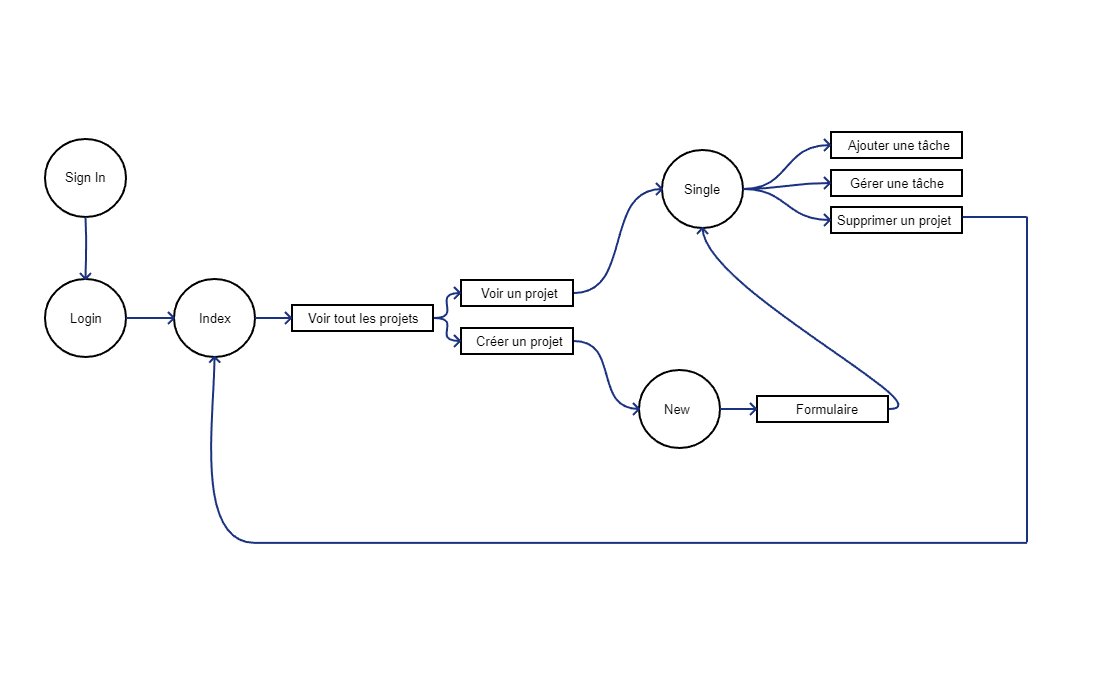 Sign In
Login
Index
Voir tout les projets
Voir un projet
Créer un projet
Single
New
Formulaire
Ajouter une tâche
Gérer une tâche
Supprimer un projet